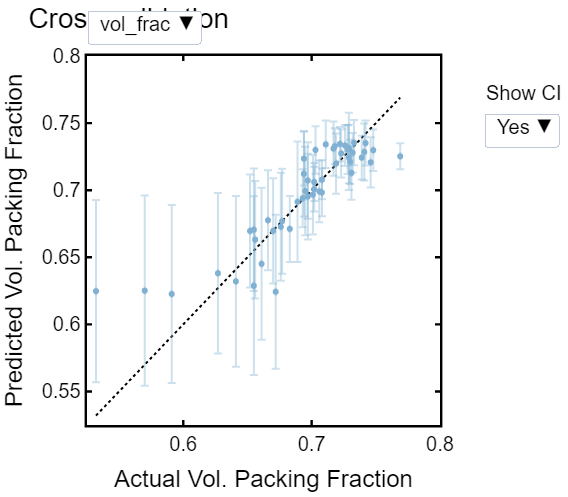 vol_frac ▼
Show CI
Yes ▼
Predicted Vol. Packing Fraction
0.8
0.75
0.7
0.65
0.6
0.55
0.6
0.7
0.8
Actual Vol. Packing Fraction